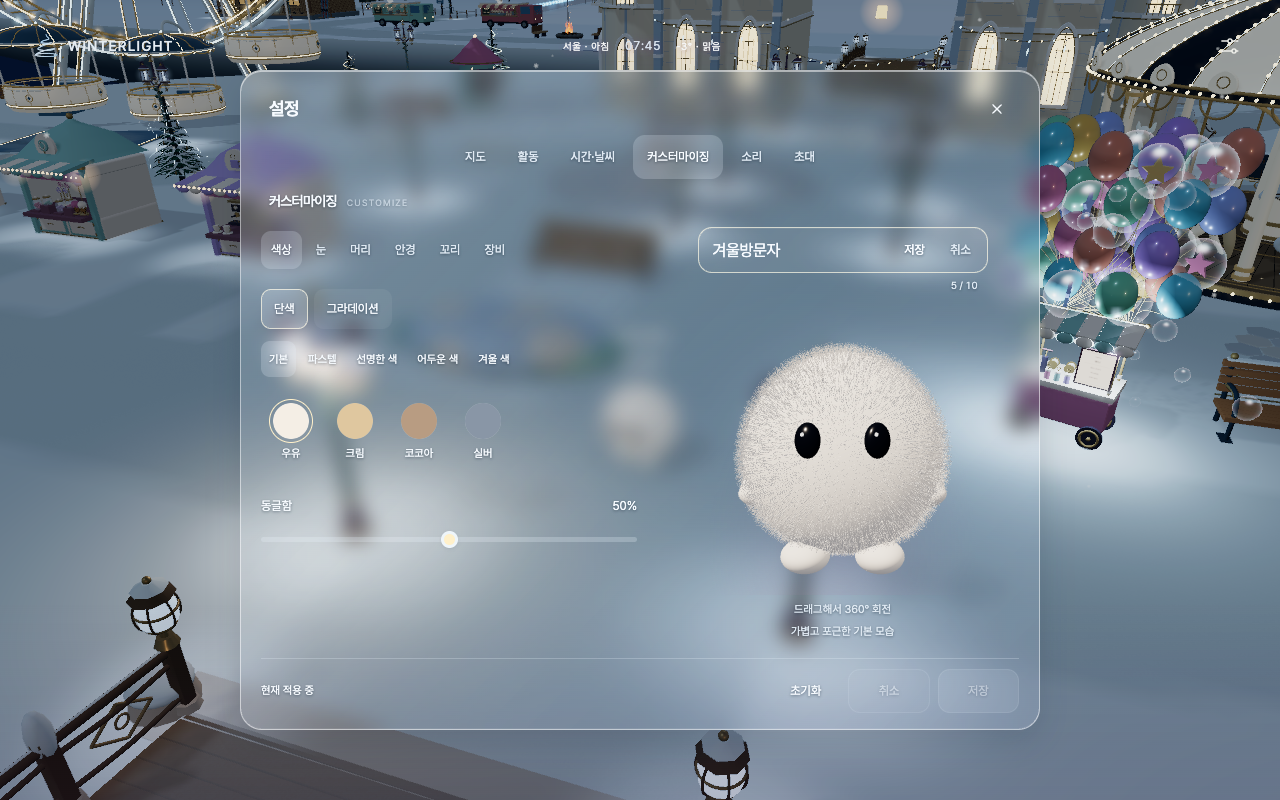 WINTERLIGHT
서울 · 아침 07:45 맑음
설정
지도 활동 시간·날씨 커스터마이징 소리 초대
커스터마이징 CUSTOMIZE
색상 눈 머리 안경 꼬리 장비
겨울방문자 저장 취소
5 / 10
단색 그라데이션
기본 파스텔 선명한 색 어두운 색 겨울 색
우유 크림 코코아 실버
둥글함 50%
드래그해서 360° 회전
가볍고 포근한 기본 모습
현재 적용 중 초기화 취소 저장